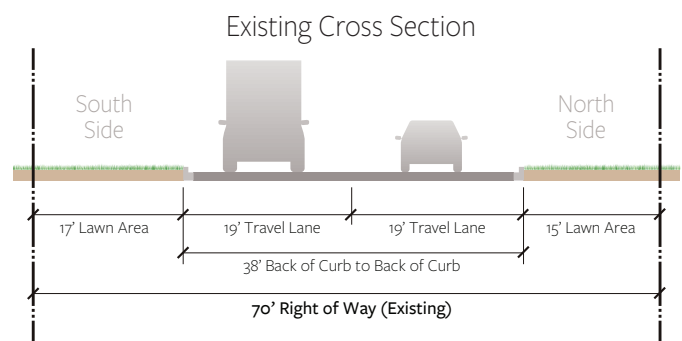 Existing Cross Section
South
Side
North
Side
17’ Lawn Area
19’ Travel Lane
19’ Travel Lane
15’ Lawn Area
38’ Back of Curb to Back of Curb
70’ Right of Way (Existing)